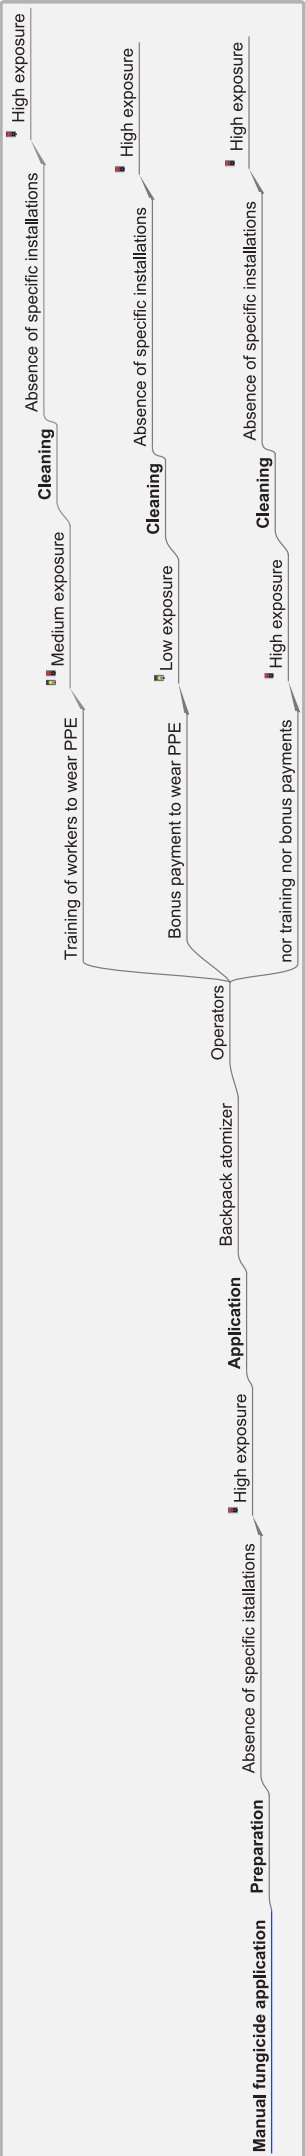 Manual fungicide application
Preparation
Absence of specific istallations
High exposure
Application
Backpack atomizer
Operators
Training of workers to wear PPE
Medium exposure
Cleaning
Absence of specific installations
High exposure
Bonus payment to wear PPE
Low exposure
Cleaning
Absence of specific installations
High exposure
nor training nor bonus payments
High exposure
Cleaning
Absence of specific installations
High exposure